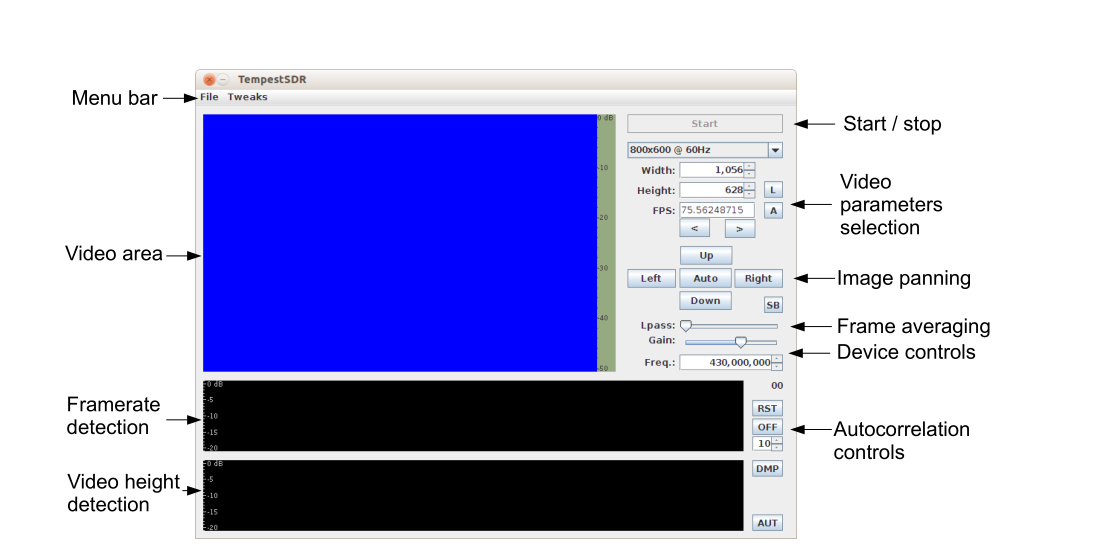 TempestSDR
Menu bar
File Tweaks
0 dB
-10
-20
-30
-40
-50
Start
Start / stop
800x600 @ 60Hz
Width: 1,056
Height: 628 L
FPS: 75.56248715 A
< >
Video
parameters
selection
Video area
Up
Left Auto Right
Down
SB
Image panning
Lpass:
Frame averaging
Gain:
Device controls
Freq.: 430,000,000
Framerate
detection
0 dB
-5
-10
-15
-20
00
RST
OFF
10
Autocorrelation
controls
Video height
detection
0 dB
-5
-10
-15
-20
DMP
AUT